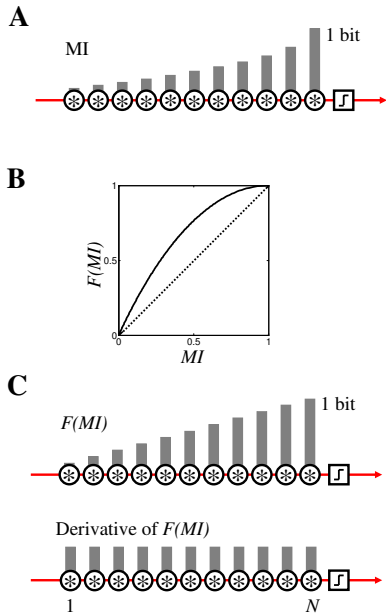 A
MI
1 bit
B
1
F(MI)
0.5
0
0
0.5
1
MI
C
F(MI)
1 bit
Derivative of F(MI)
1
N